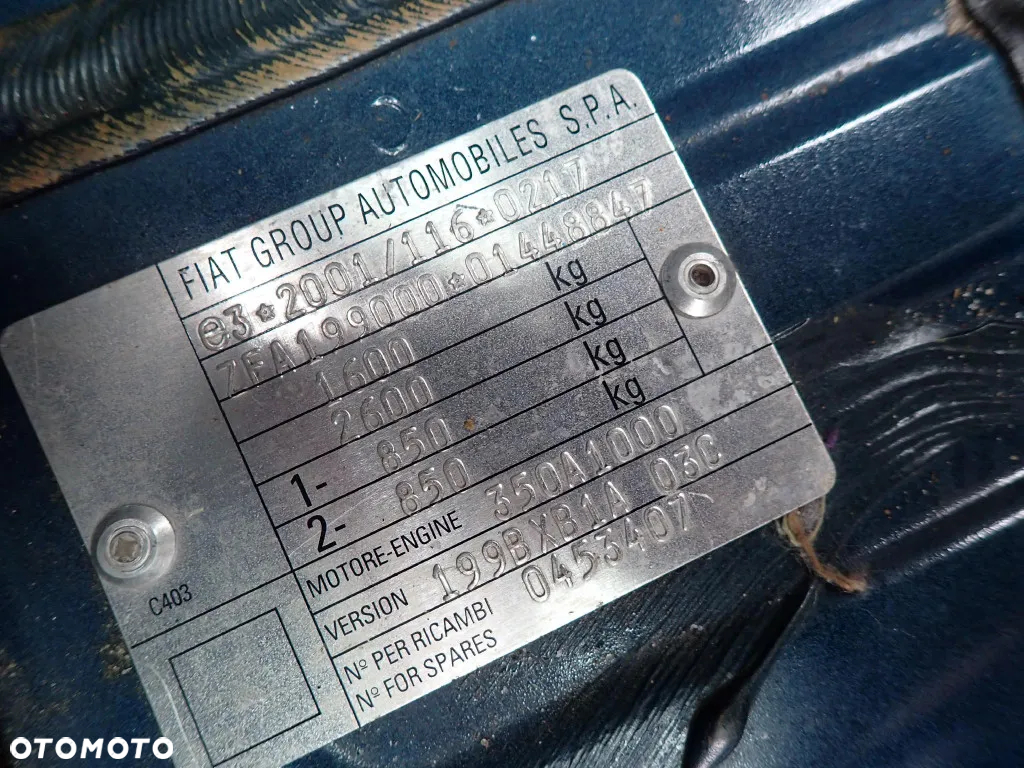 FIAT GROUP AUTOMOBILES S.P.A.
e3*2001/116*0217
ZFA199000*01448847
1600 kg
2600 kg
1- 850 kg
2- 850 kg
MOTORE-ENGINE 350A1000
VERSION 199BXB1A 03C
Nº PER RICAMBI 0453407
Nº FOR SPARES
C403
OTOMOTO